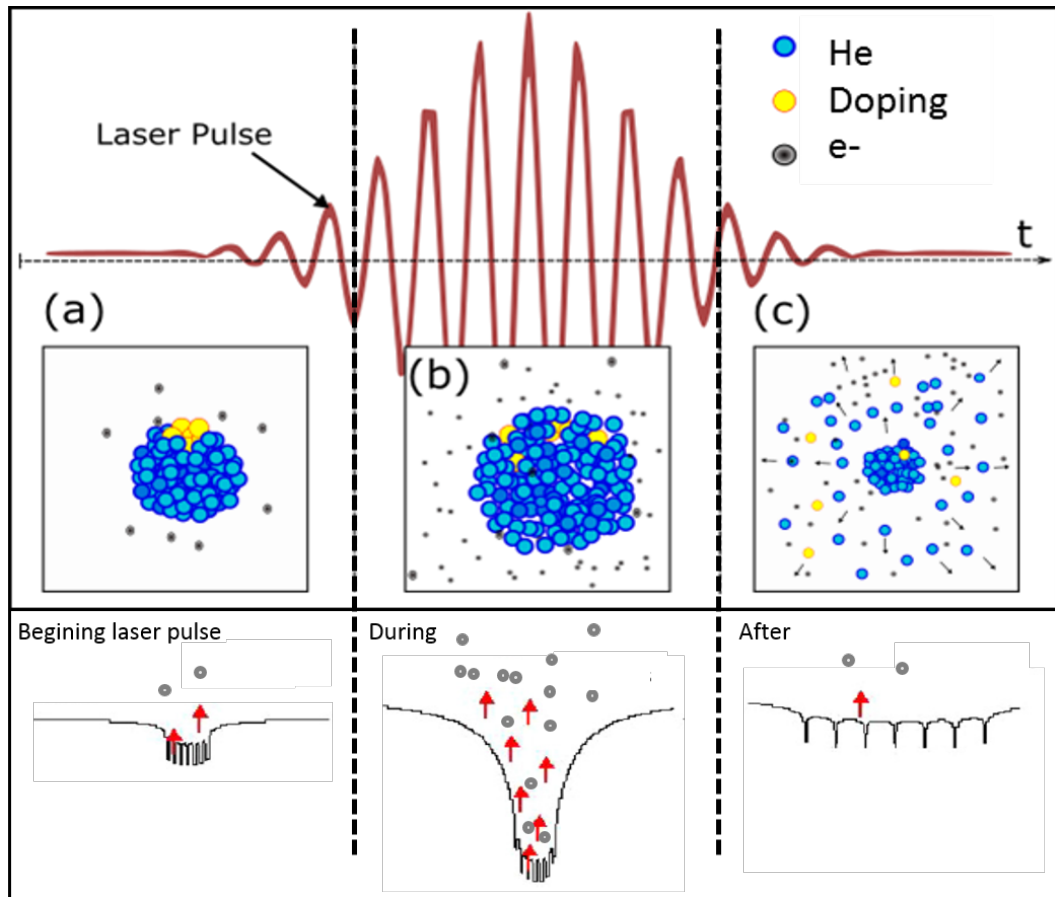 He
Doping
e-
Laser Pulse
t
(a)
(b)
(c)
Begining laser pulse
During
After